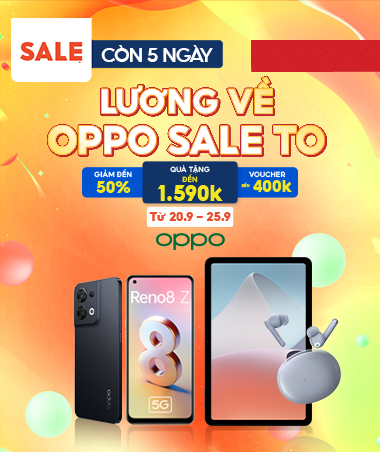 SALE
CÒN 5 NGÀY
LƯƠNG VỀ
OPPO SALE TO
GIẢM ĐẾN
50%
QUÀ TẶNG
ĐẾN
1.590k
VOUCHER
400k
Từ 20.9 - 25.9
oppo
Reno8 Z
8
5G
oppo